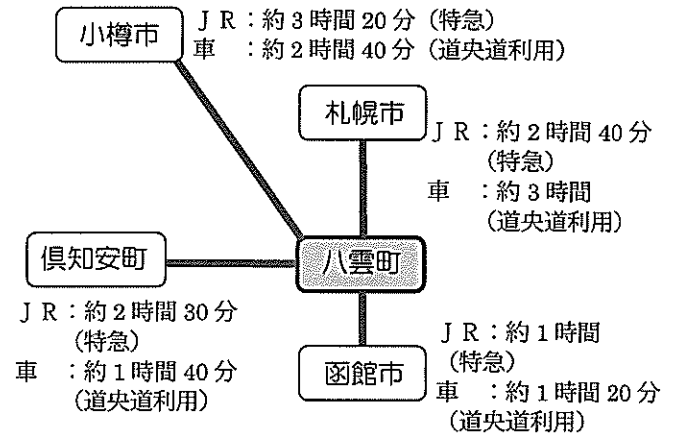 小樽市
ＪＲ：約３時間20分（特急）
車　：約２時間40分（道央道利用）
札幌市
ＪＲ：約２時間40分
（特急）
車　：約３時間
（道央道利用）
倶知安町
八雲町
ＪＲ：約２時間30分
（特急）
車　：約１時間40分
（道央道利用）
函館市
ＪＲ：約１時間
（特急）
車　：約１時間20分
（道央道利用）